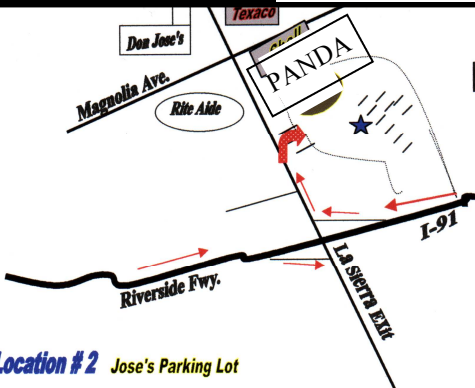 Texaco
Don Jose's
Shell
PANDA
Magnolia Ave.
Rite Aide
I-91
Riverside Fwy.
La Sierra Exit
Location # 2 Jose's Parking Lot